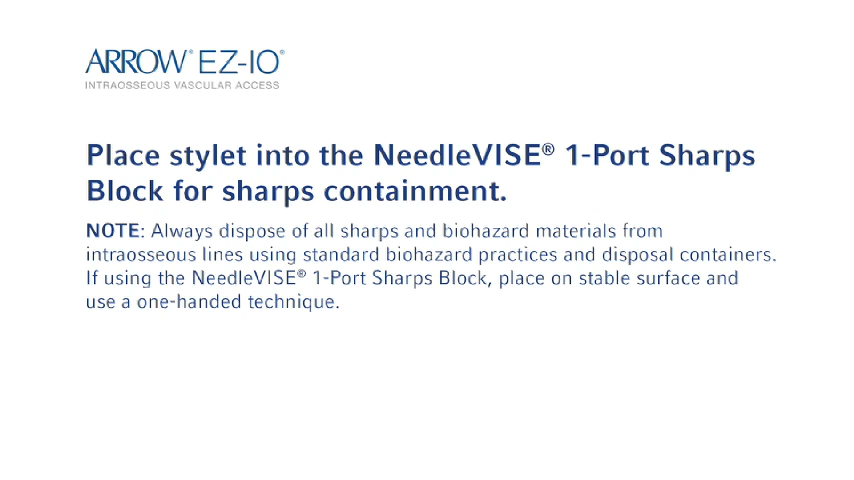 ARROW® EZ-IO®
INTRAOSSEOUS VASCULAR ACCESS
Place stylet into the NeedleVISE® 1-Port Sharps
Block for sharps containment.
NOTE: Always dispose of all sharps and biohazard materials from
intraosseous lines using standard biohazard practices and disposal containers.
If using the NeedleVISE® 1-Port Sharps Block, place on stable surface and
use a one-handed technique.